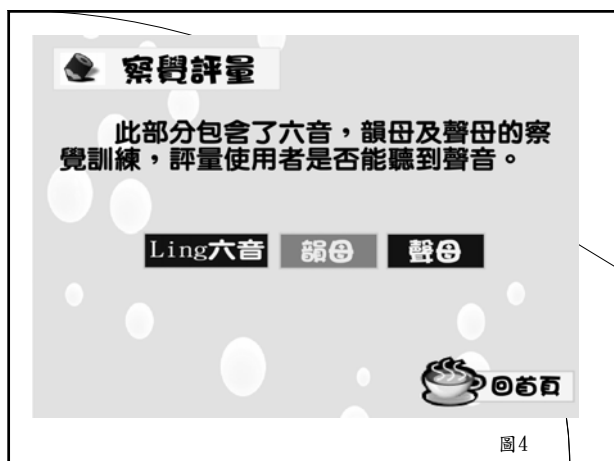 察覺評量
此部分包含了六音，韻母及聲母的察
覺訓練，評量使用者是否能聽到聲音。
Ling六音 韻母 聲母
回首頁
圖4